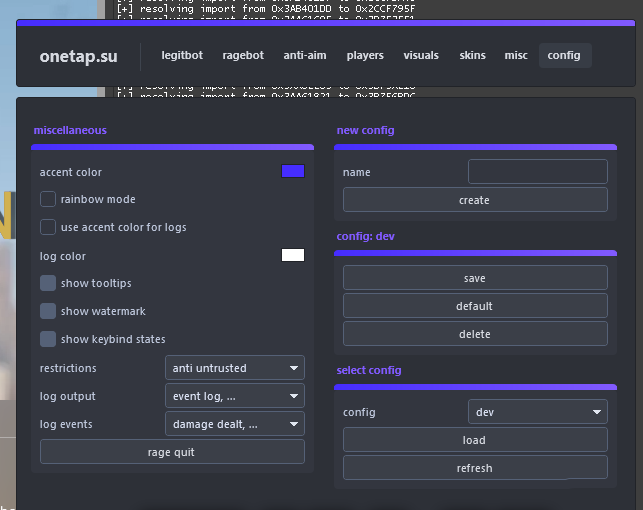 [+] resolving import from 0x3AB401DD to 0x2CCF795F
onetap.su
legitbot ragebot anti-aim players visuals skins misc config
miscellaneous
accent color
rainbow mode
use accent color for logs
log color
show tooltips
show watermark
show keybind states
restrictions anti untrusted
log output event log, ...
log events damage dealt, ...
rage quit
new config
name
create
config: dev
save
default
delete
select config
config dev
load
refresh